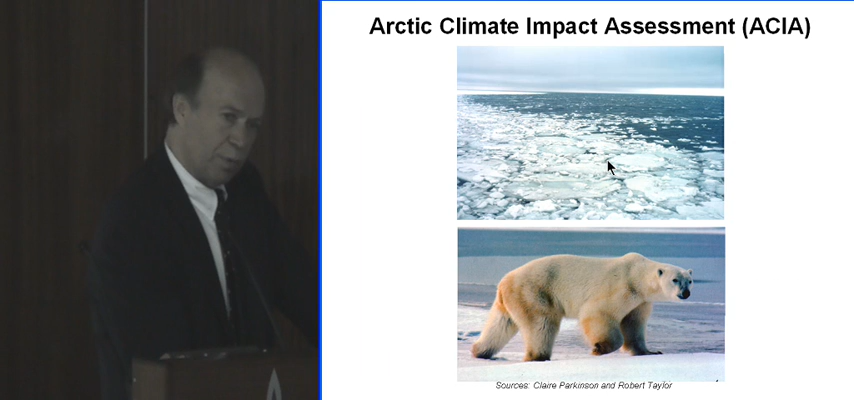 Arctic Climate Impact Assessment (ACIA)
Sources: Claire Parkinson and Robert Taylor